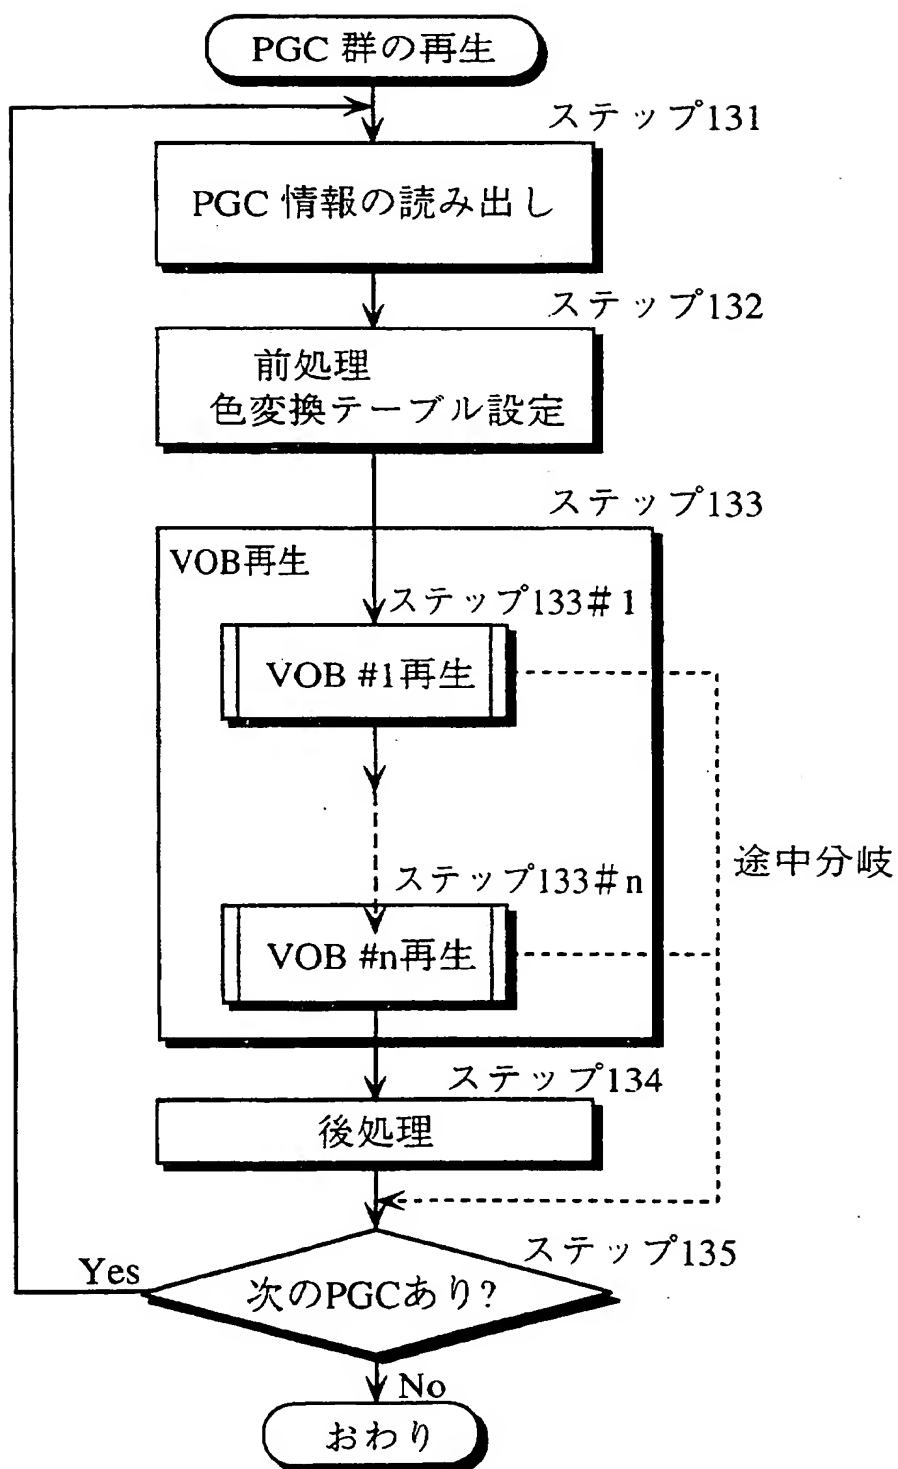 PGC 群の再生
ステップ131
PGC 情報の読み出し
ステップ132
前処理
色変換テーブル設定
ステップ133
VOB再生
ステップ133#1
VOB #1再生
途中分岐
ステップ133#n
VOB #n再生
ステップ134
後処理
ステップ135
Yes
次のPGCあり?
No
おわり